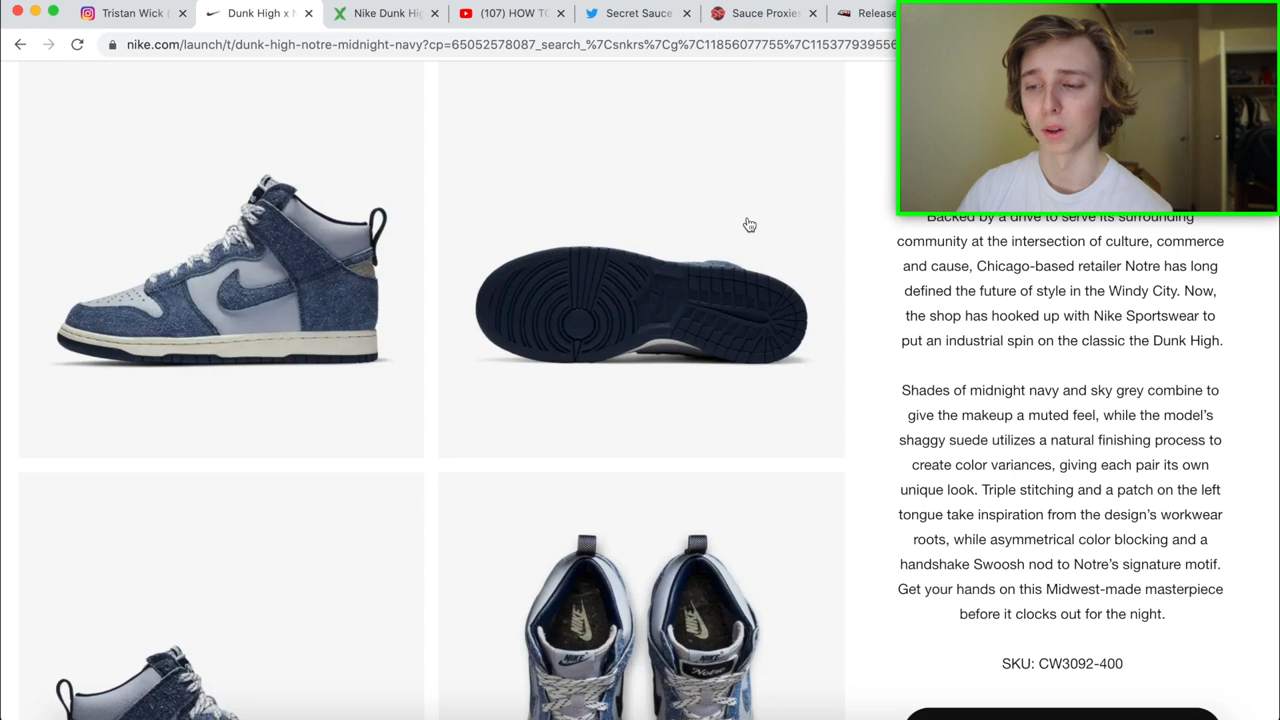 Tristan Wick (
Dunk High x N
Nike Dunk Hig
(107) HOW TO
Secret Sauce
Sauce Proxies
Release
nike.com/launch/t/dunk-high-notre-midnight-navy?cp=65052578087_search_%7Csnkrs%7Cg%7C11856077755%7C115377939556
Backed by a drive to serve its surrounding
community at the intersection of culture, commerce
and cause, Chicago-based retailer Notre has long
defined the future of style in the Windy City. Now,
the shop has hooked up with Nike Sportswear to
put an industrial spin on the classic the Dunk High.
Shades of midnight navy and sky grey combine to
give the makeup a muted feel, while the model's
shaggy suede utilizes a natural finishing process to
create color variances, giving each pair its own
unique look. Triple stitching and a patch on the left
tongue take inspiration from the design's workwear
roots, while asymmetrical color blocking and a
handshake Swoosh nod to Notre's signature motif.
Get your hands on this Midwest-made masterpiece
before it clocks out for the night.
SKU: CW3092-400
NIKE
NIKE
Notre